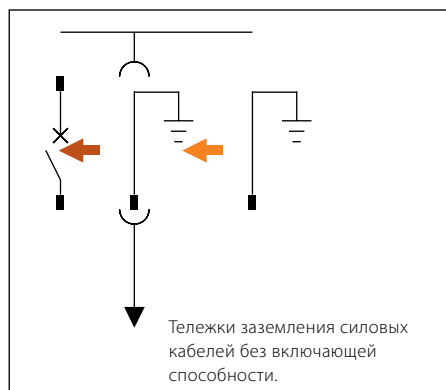 Тележки заземления силовых
кабелей без включающей
способности.